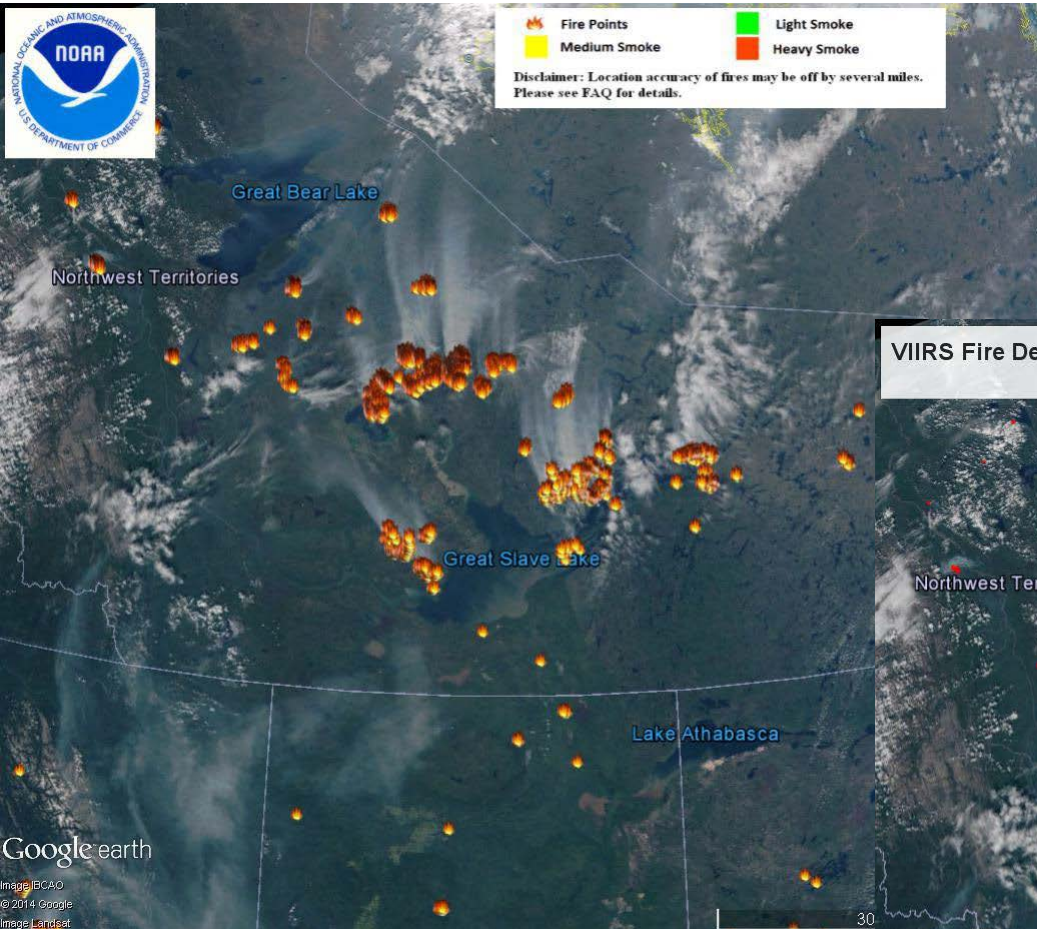 NATIONAL OCEANIC AND ATMOSPHERIC ADMINISTRATION
NOAA
U.S. DEPARTMENT OF COMMERCE
Fire Points
Light Smoke
Medium Smoke
Heavy Smoke
Disclaimer: Location accuracy of fires may be off by several miles.
Please see FAQ for details.
Great Bear Lake
Northwest Territories
VIIRS Fire De
Great Slave Lake
Northwest Ter
Lake Athabasca
Google earth
Image IBCAO
© 2014 Google
Image Landsat
30